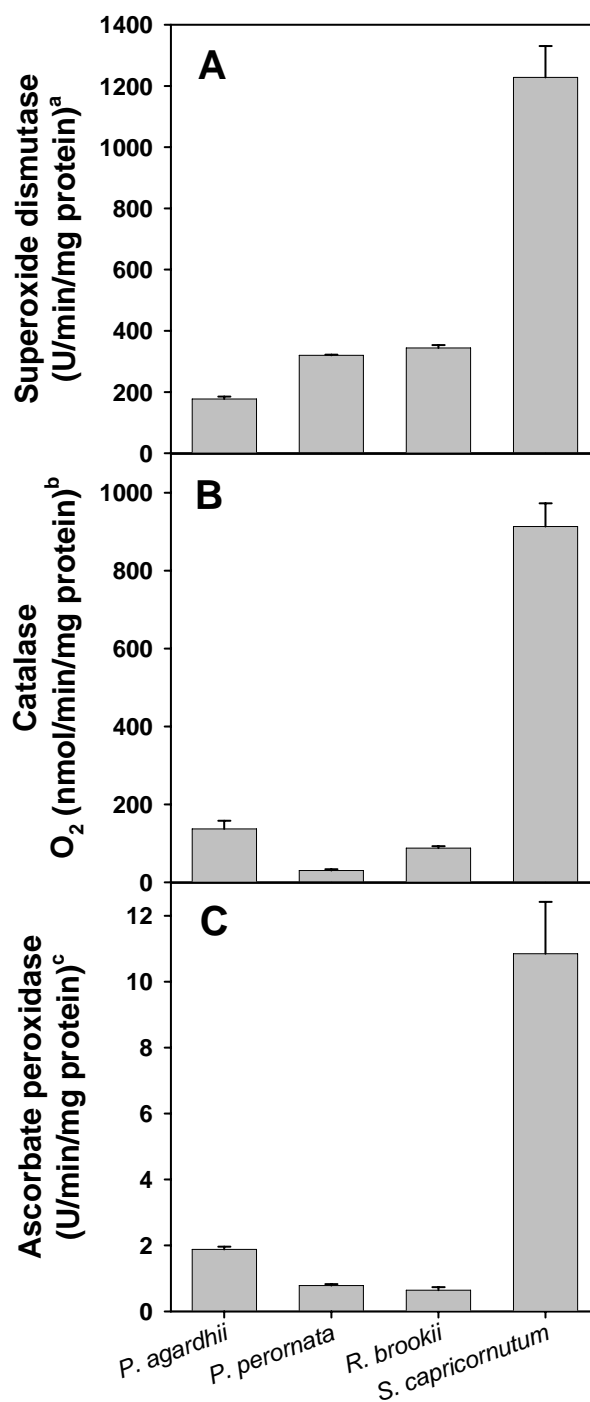 Superoxide dismutase
(U/min/mg protein)ᵃ
1400
1200
1000
800
600
400
200
0
A
Catalase
O₂ (nmol/min/mg protein)ᵇ
1000
800
600
400
200
0
B
Ascorbate peroxidase
(U/min/mg protein)ᶜ
12
10
8
6
4
2
0
C
P. agardhii
P. perornata
R. brookii
S. capricornutum